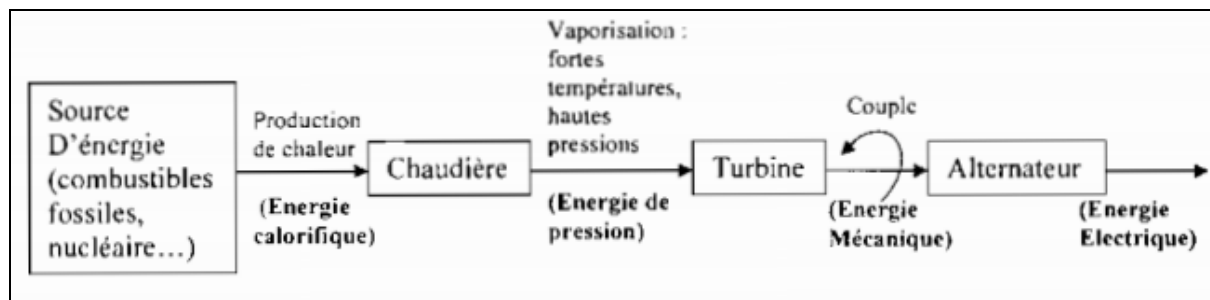 Source
D'énergie
(combustibles
fossiles,
nucléaire...)
Production
de chaleur
(Energie
calorifique)
Chaudière
Vaporisation :
fortes
températures,
hautes
pressions
(Energie de
pression)
Turbine
Couple
(Energie
Mécanique)
Alternateur
(Energie
Electrique)